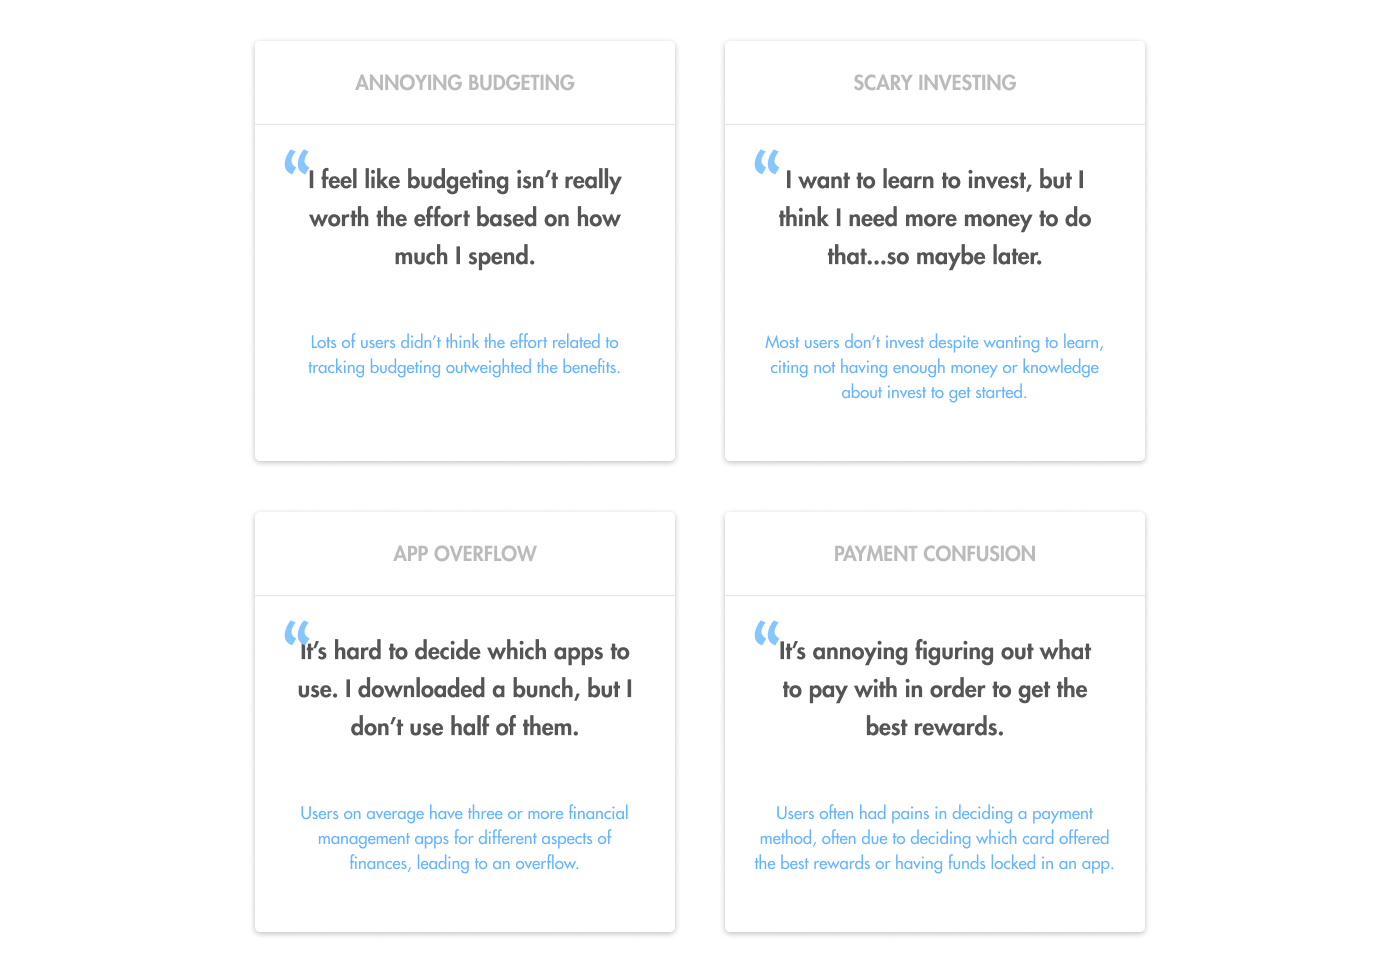 ANNOYING BUDGETING
“
I feel like budgeting isn’t really
worth the effort based on how
much I spend.
Lots of users didn’t think the effort related to
tracking budgeting outweighted the benefits.
SCARY INVESTING
“
I want to learn to invest, but I
think I need more money to do
that...so maybe later.
Most users don’t invest despite wanting to learn,
citing not having enough money or knowledge
about invest to get started.
APP OVERFLOW
“
It’s hard to decide which apps to
use. I downloaded a bunch, but I
don’t use half of them.
Users on average have three or more financial
management apps for different aspects of
finances, leading to an overflow.
PAYMENT CONFUSION
“
It’s annoying figuring out what
to pay with in order to get the
best rewards.
Users often had pains in deciding a payment
method, often due to deciding which card offered
the best rewards or having funds locked in an app.